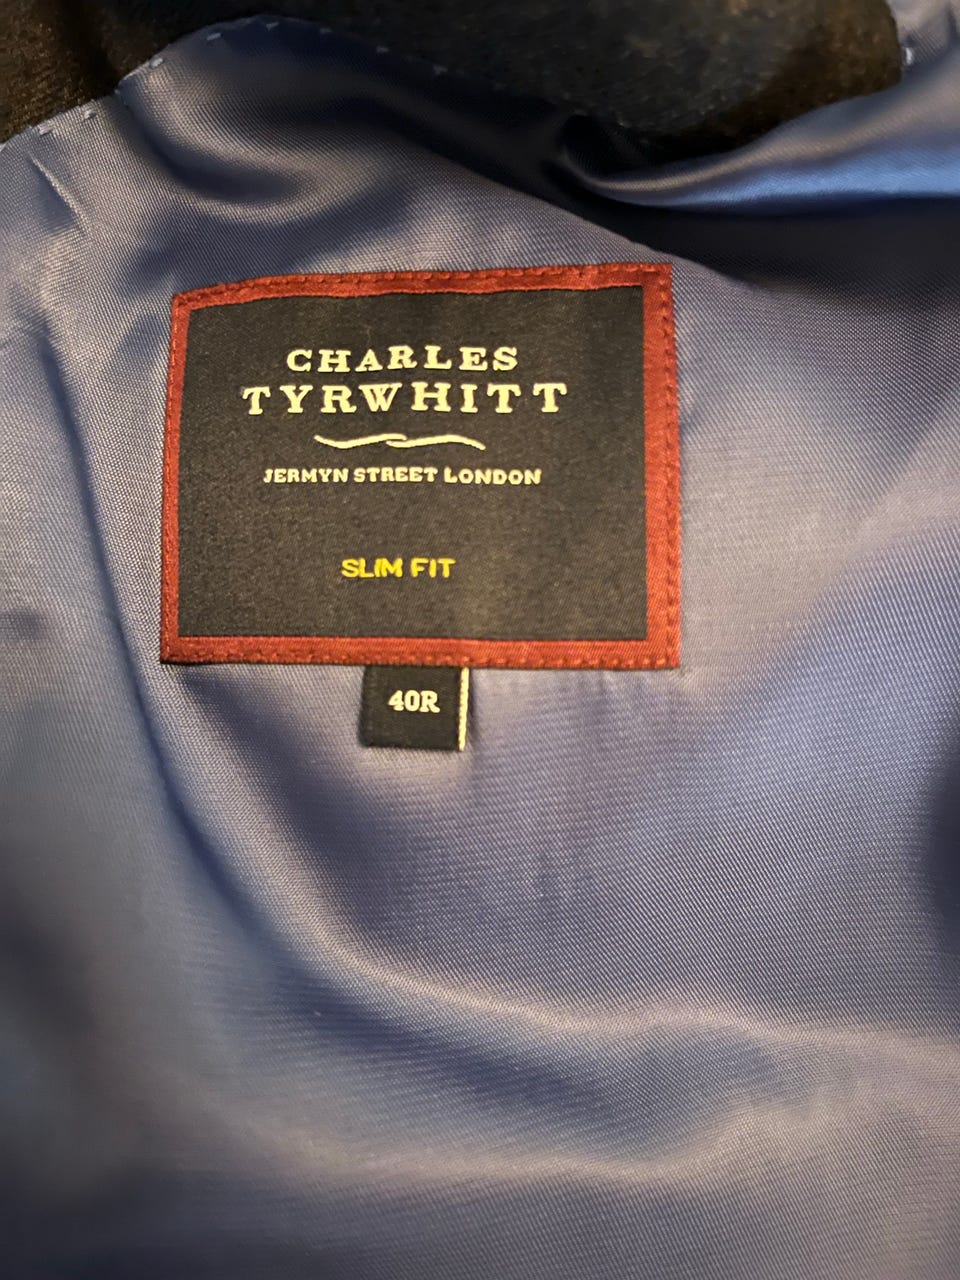 CHARLES
TYRWHITT
JERMYN STREET LONDON
SLIM FIT
40R